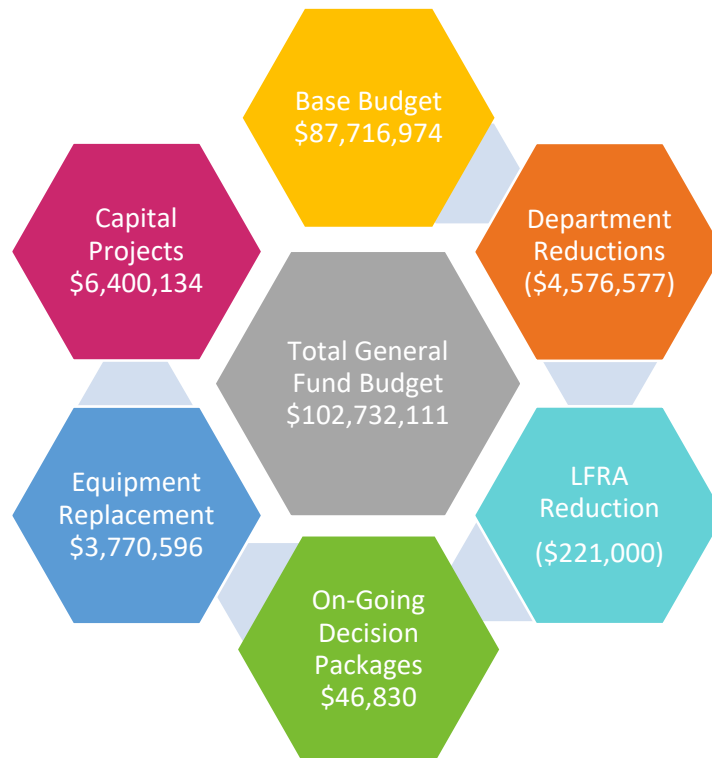 Base Budget
$87,716,974
Department
Reductions
($4,576,577)
LFRA
Reduction
($221,000)
On-Going
Decision
Packages
$46,830
Equipment
Replacement
$3,770,596
Capital
Projects
$6,400,134
Total General
Fund Budget
$102,732,111